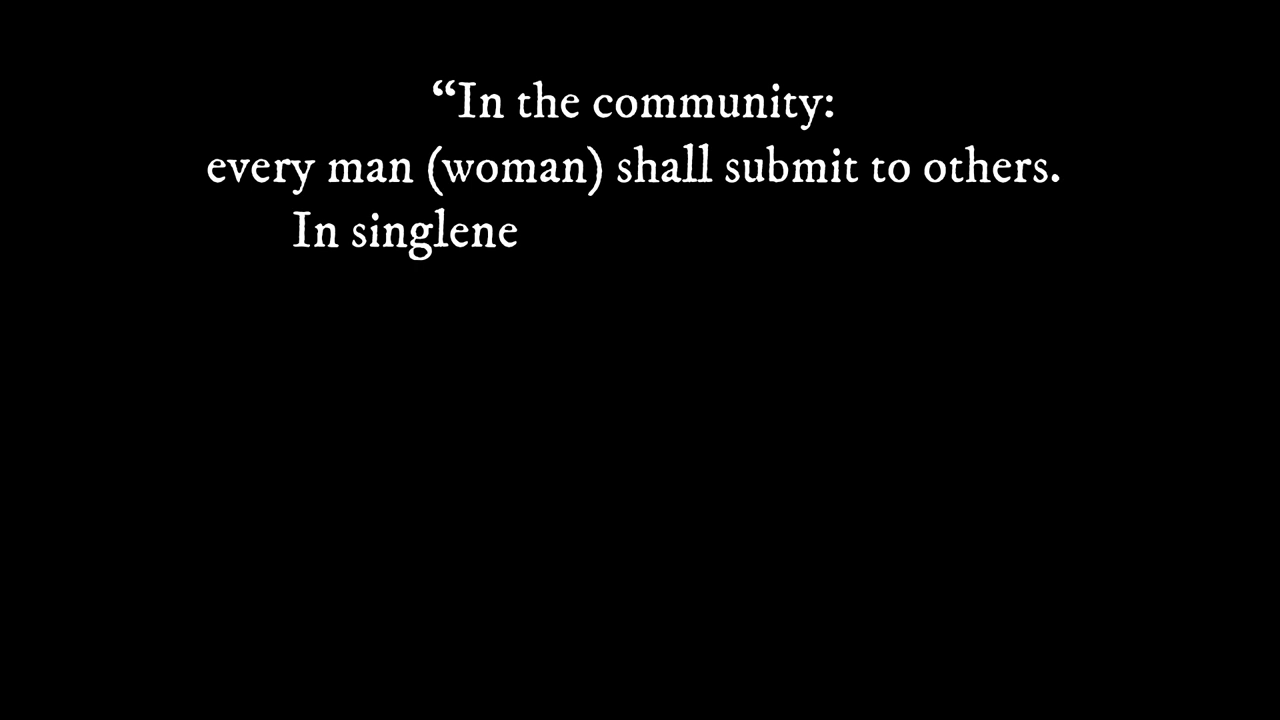 “In the community:
every man (woman) shall submit to others.
In singlene